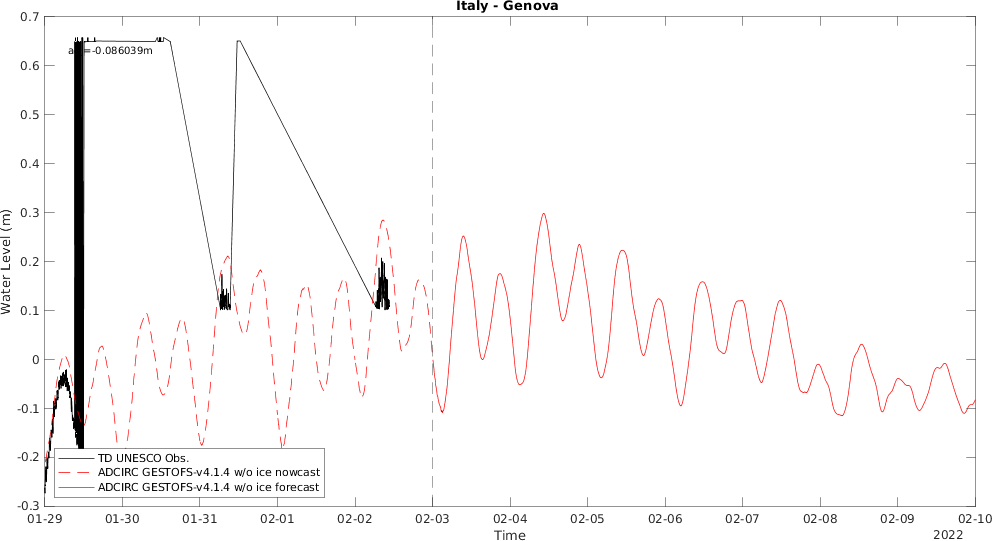 Italy - Genova
0.7
0.6
0.5
0.4
0.3
0.2
0.1
0
-0.1
-0.2
-0.3
Water Level (m)
=-0.086039m
TD UNESCO Obs.
ADCIRC GESTOFS-v4.1.4 w/o ice nowcast
ADCIRC GESTOFS-v4.1.4 w/o ice forecast
01-29 01-30 01-31 02-01 02-02 02-03 02-04 02-05 02-06 02-07 02-08 02-09 02-10
Time
2022